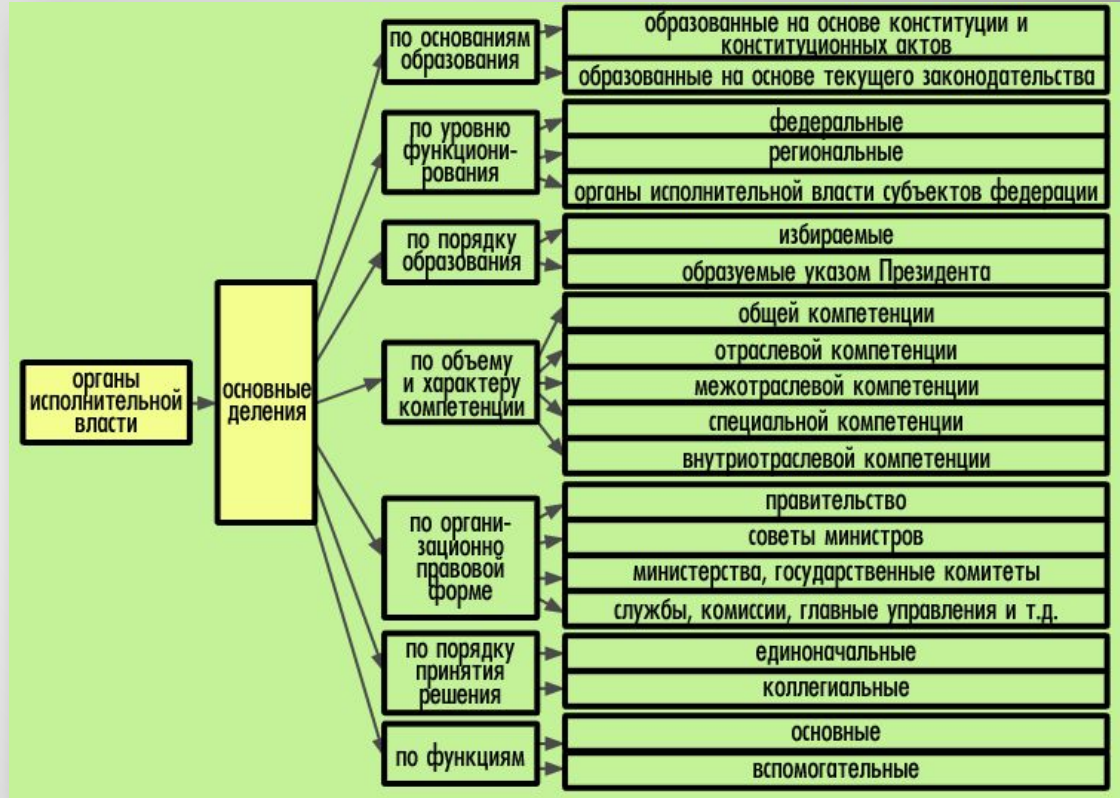 органы
исполнительной
власти
основные
деления
по основаниям
образования
образованные на основе конституции и
конституционных актов
образованные на основе текущего законодательства
по уровню
функциони-
рования
федеральные
региональные
органы исполнительной власти субъектов федерации
по порядку
образования
избираемые
образуемые указом Президента
по объему
и характеру
компетенции
общей компетенции
отраслевой компетенции
межотраслевой компетенции
специальной компетенции
внутриотраслевой компетенции
по органи-
зационно
правовой
форме
правительство
советы министров
министерства, государственные комитеты
службы, комиссии, главные управления и т.д.
по порядку
принятия
решения
единоначальные
коллегиальные
по функциям
основные
вспомогательные